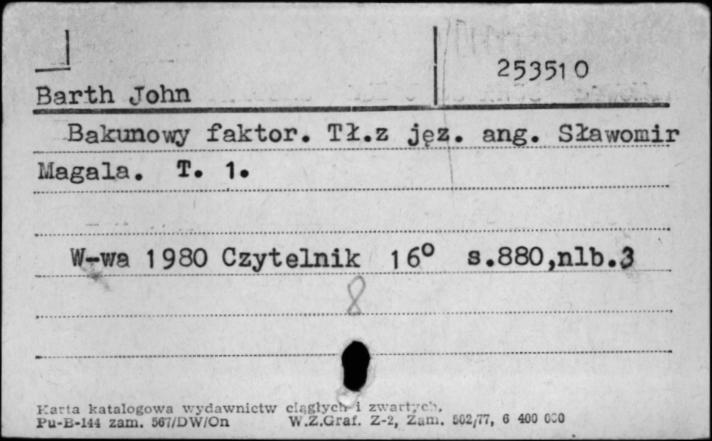 253510
Barth John
Bakunowy faktor. Tł.z jęz. ang. Sławomir
Magala. T. 1.
W-wa 1980 Czytelnik 16° s.880,nlb.3
8
Karta katalogowa wydawnictw ciągłych i zwartych.
Pu-B-144 zam. 567/DW/On W.Z.Graf. Z-2, Zam. 502/77, 6 400 000